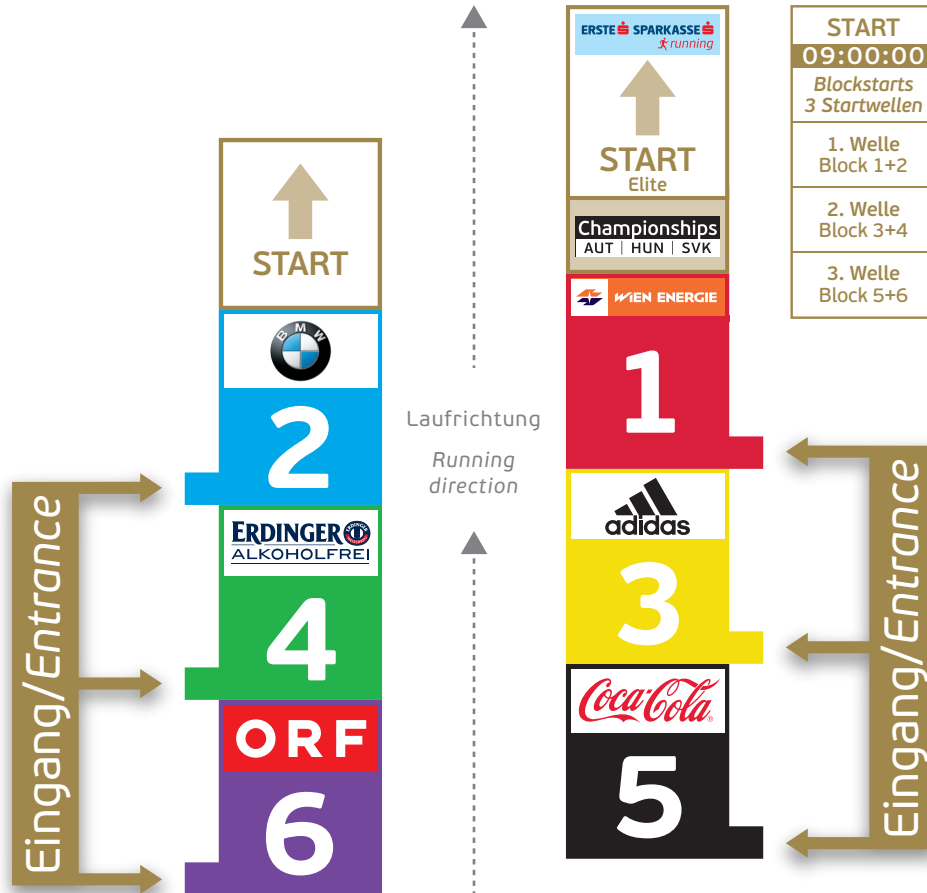 START
BMW
2
ERDINGER
ALKOHOLFREI
4
ORF
6
Eingang/Entrance
Laufrichtung
Running
direction
ERSTE SPARKASSE
running
START
Elite
Championships
AUT | HUN | SVK
WIEN ENERGIE
1
adidas
3
Coca-Cola
5
Eingang/Entrance
START
09:00:00
Blockstarts
3 Startwellen
1. Welle
Block 1+2
2. Welle
Block 3+4
3. Welle
Block 5+6